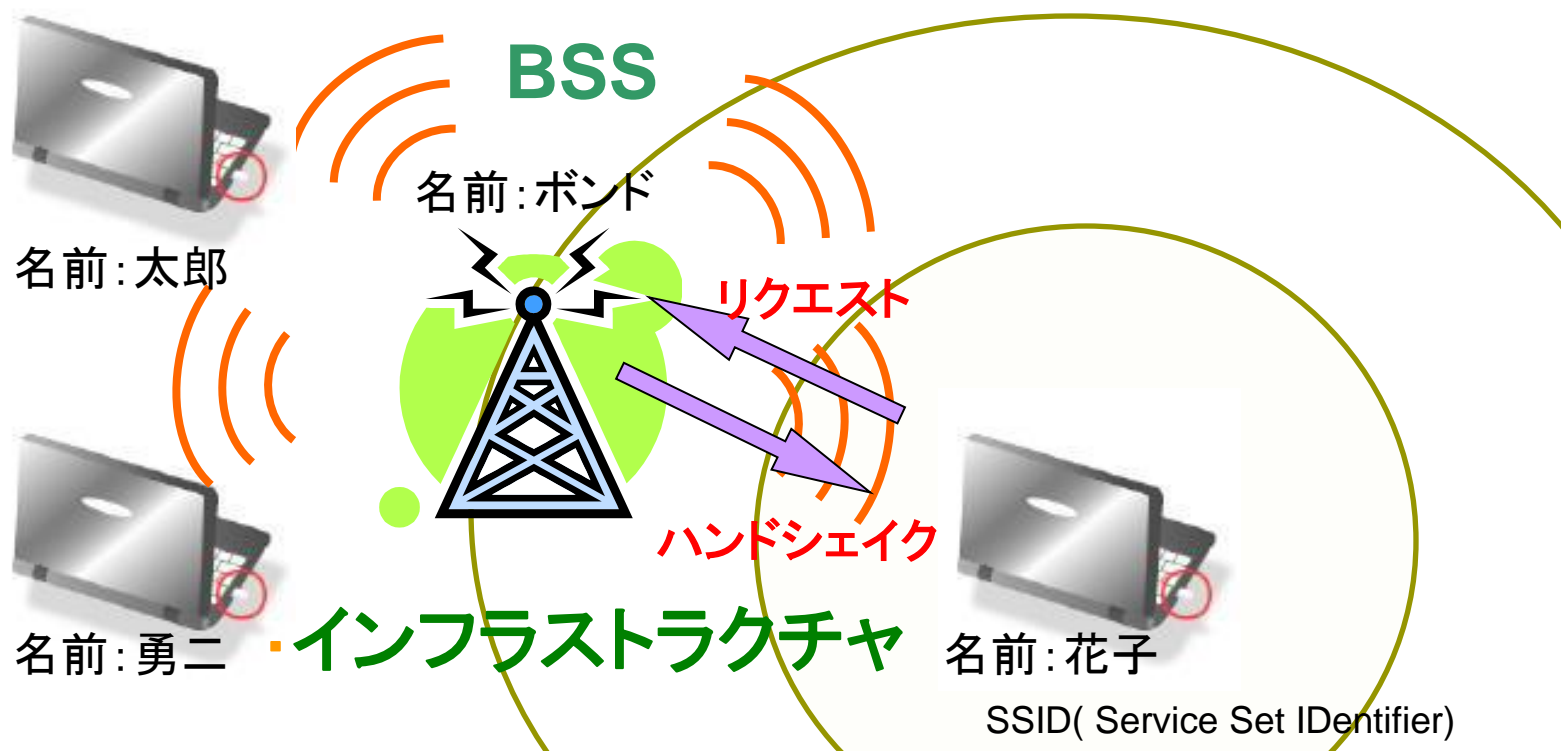 BSS
名前:ボンド
名前:太郎
リクエスト
ハンドシェイク
・インフラストラクチャ
名前:勇二
名前:花子
SSID( Service Set IDentifier)